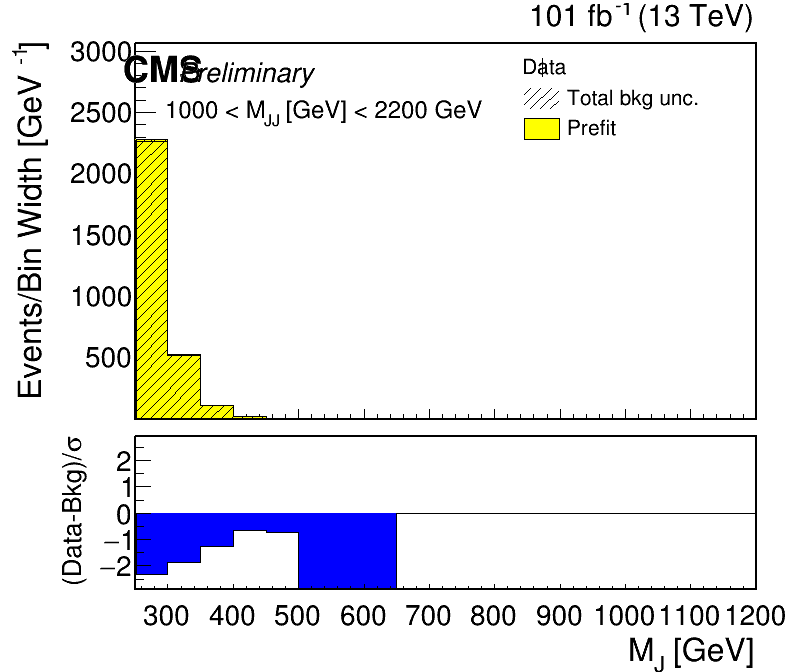 101 fb⁻¹ (13 TeV)
CMS Preliminary
1000 < M_JJ [GeV] < 2200 GeV
Data
Total bkg unc.
Prefit
Events/Bin Width [GeV⁻¹]
3000
2500
2000
1500
1000
500
(Data-Bkg)/σ
2
1
0
−1
−2
300 400 500 600 700 800 900 1000 1100 1200
M_J [GeV]